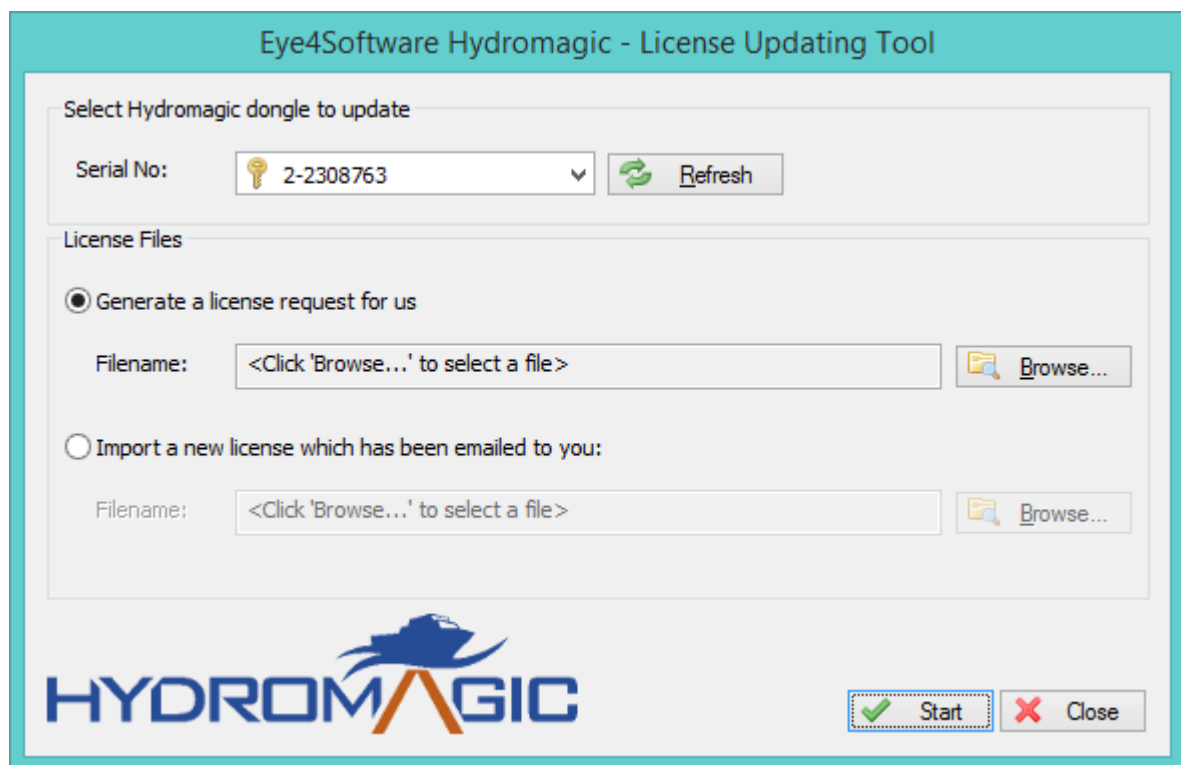 Eye4Software Hydromagic - License Updating Tool
Select Hydromagic dongle to update
Serial No: 2-2308763 Refresh
License Files
Generate a license request for us
Filename: <Click 'Browse...' to select a file> Browse...
Import a new license which has been emailed to you:
Filename: <Click 'Browse...' to select a file> Browse...
HYDROMAGIC
Start Close